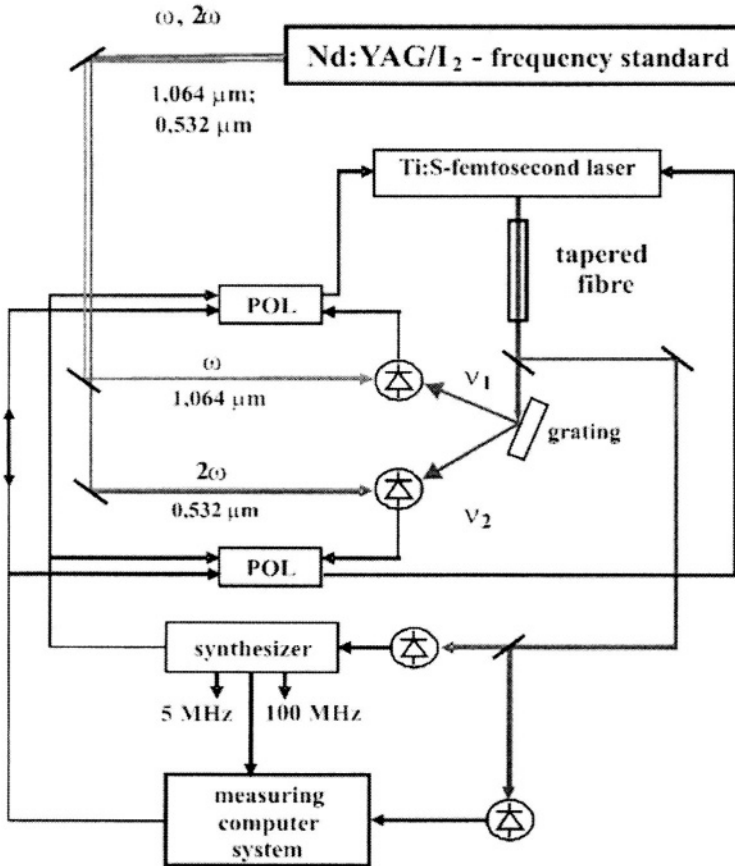 ω, 2ω
Nd:YAG/I₂ - frequency standard
1,064 μm;
0,532 μm
Ti:S-femtosecond laser
tapered
fibre
POL
ω
1,064 μm
ν₁
grating
2ω
0,532 μm
ν₂
POL
synthesizer
5 MHz
100 MHz
measuring
computer
system